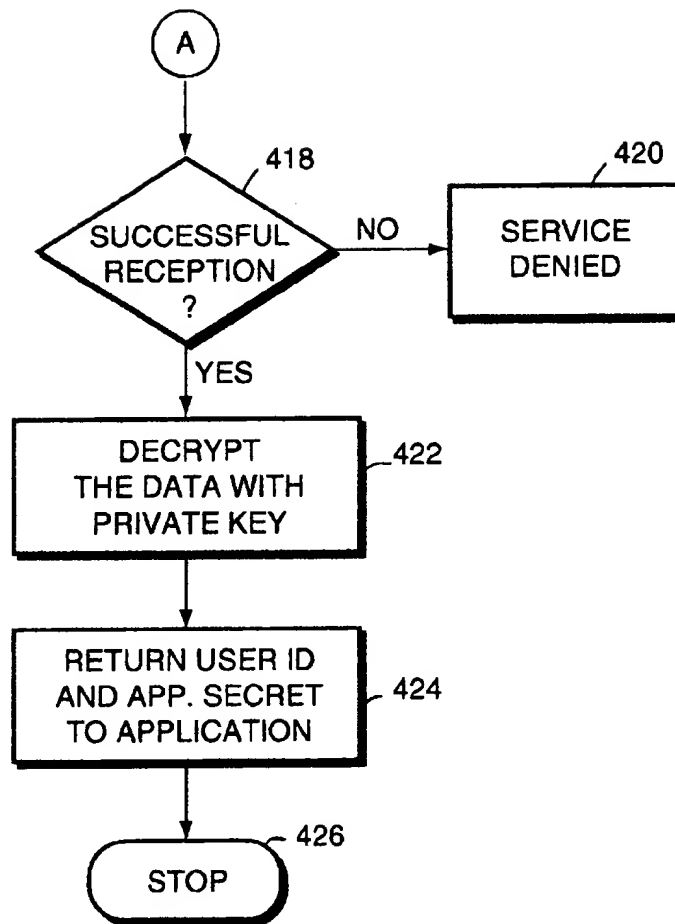 A
418
SUCCESSFUL
RECEPTION
?
NO
420
SERVICE
DENIED
YES
DECRYPT
THE DATA WITH
PRIVATE KEY
422
RETURN USER ID
AND APP. SECRET
TO APPLICATION
424
426
STOP